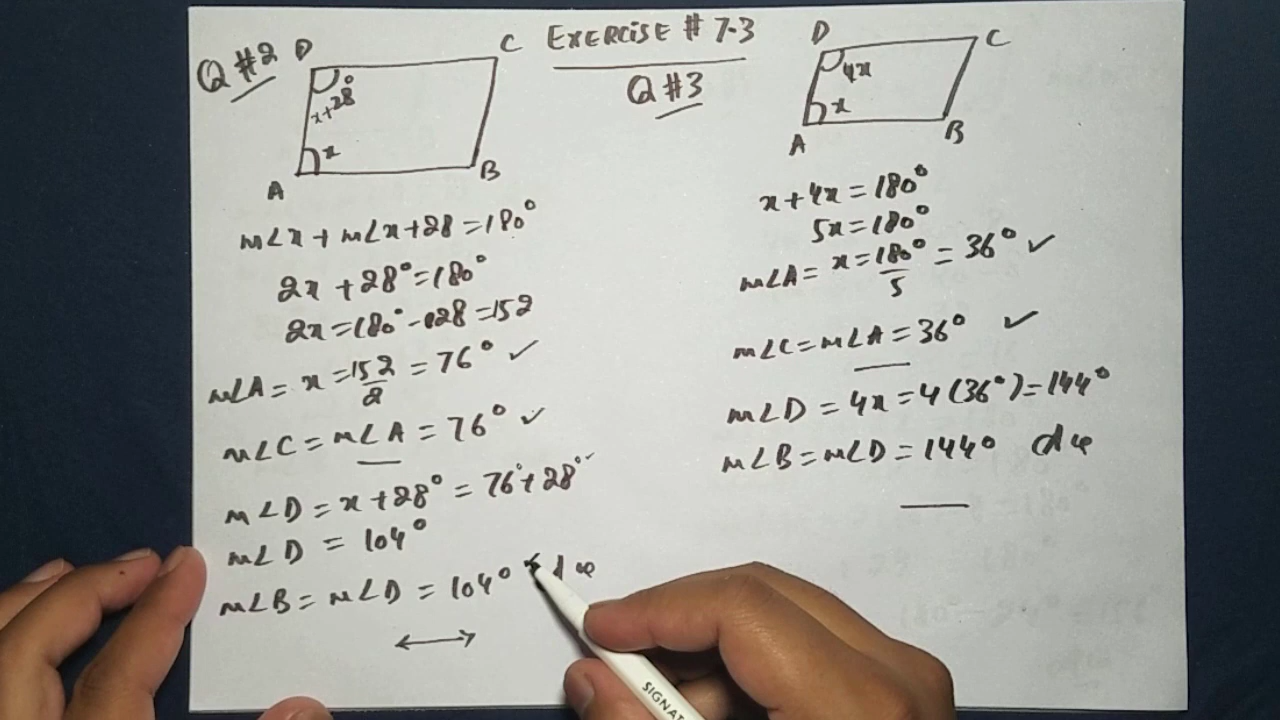 EXERCISE # 7.3
Q #2
D
C
x+28°
x
A
B
m∠x + m∠x+28 = 180°
2x + 28° = 180°
2x = 180° - 28 = 152
m∠A = x = 152/2 = 76° ✓
m∠C = m∠A = 76° ✓
m∠D = x + 28° = 76° + 28°
m∠D = 104°
m∠B = m∠D = 104°
Q #3
D
C
4x
x
A
B
x + 4x = 180°
5x = 180°
m∠A = x = 180°/5 = 36° ✓
m∠C = m∠A = 36° ✓
m∠D = 4x = 4(36°) = 144°
m∠B = m∠D = 144°
SIGNAT